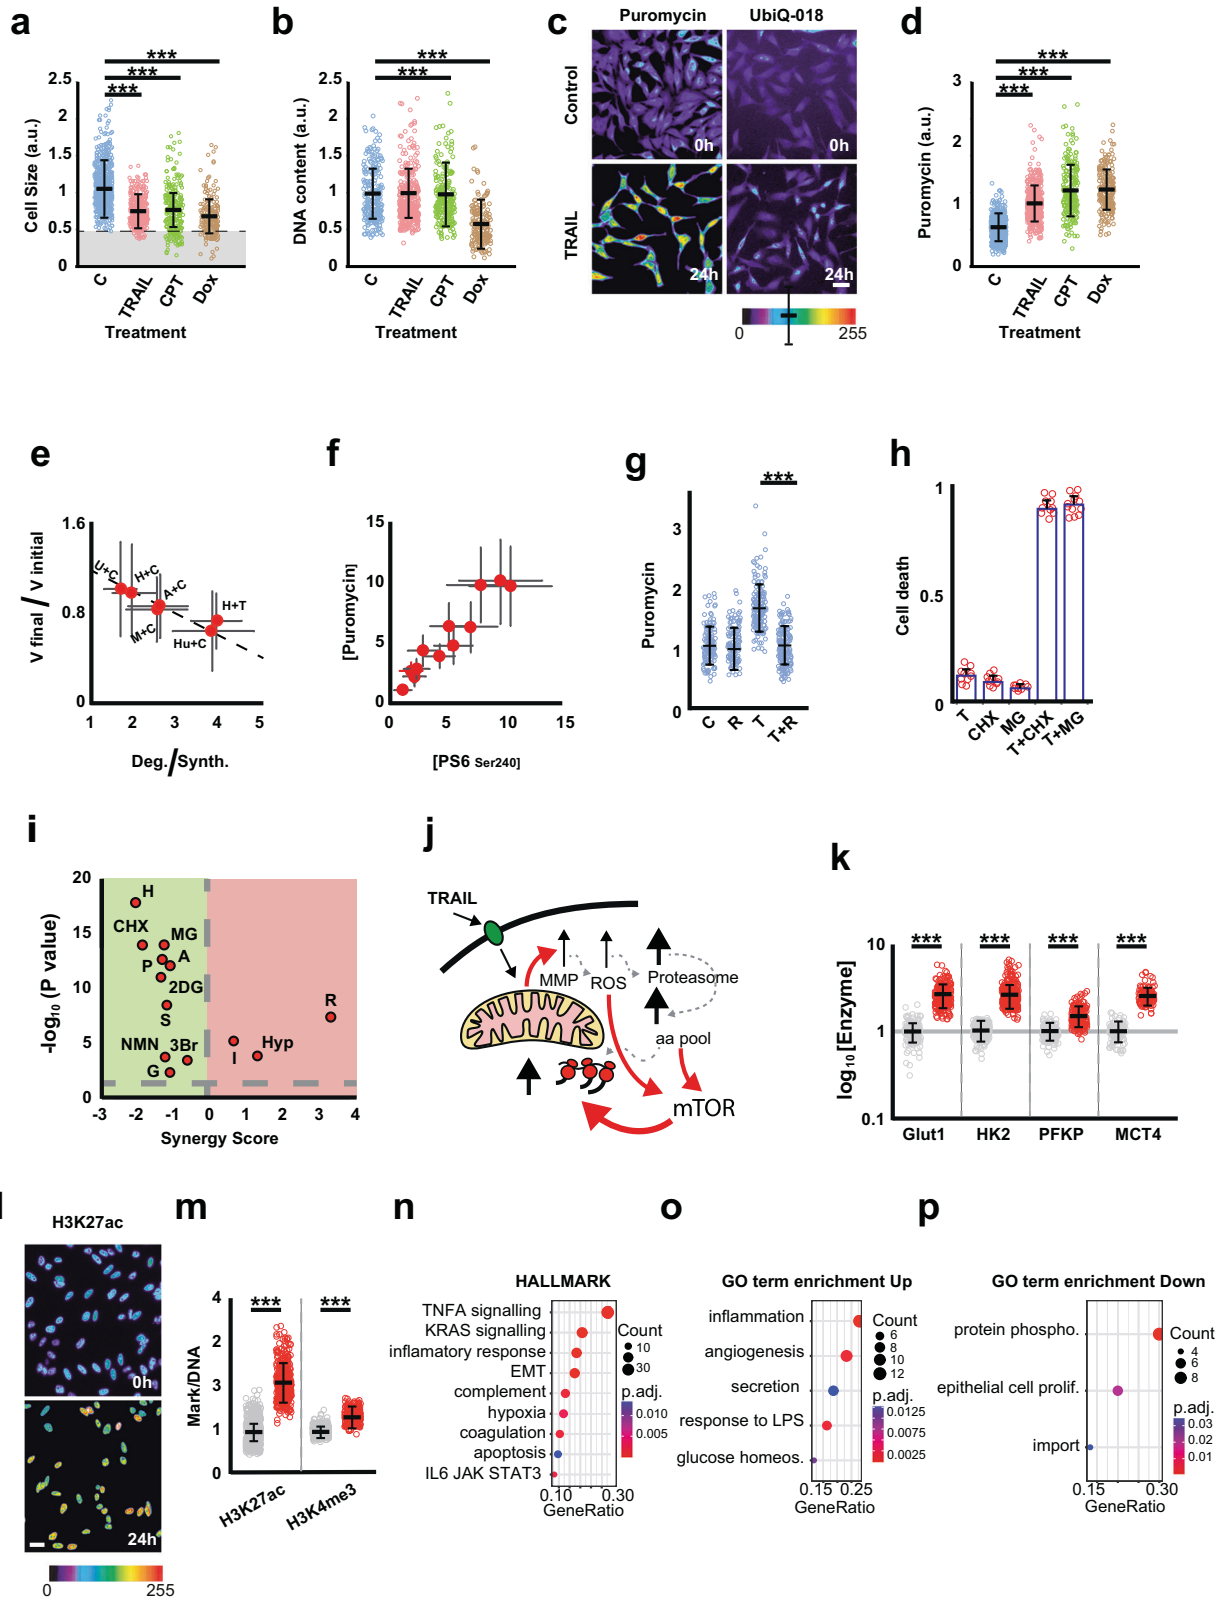 a
***
***
***
2.5
2
1.5
1
0.5
0
Cell Size (a.u.)
C
TRAIL
CPT
Dox
Treatment
b
***
***
2.5
2
1.5
1
0.5
0
DNA content (a.u.)
C
TRAIL
CPT
Dox
Treatment
c
Puromycin
UbiQ-018
Control
TRAIL
0h
0h
24h
24h
0
255
d
***
***
***
3
2
1
0
Puromycin (a.u.)
C
TRAIL
CPT
Dox
Treatment
e
1.6
0.8
0
V final / V initial
U+C
H+C
A+C
M+C
H+T
Hu+C
1
2
3
4
5
Deg./Synth.
f
15
10
5
0
[Puromycin]
0
5
10
15
[PS6 Ser240]
g
***
3
2
1
0
Puromycin
C
R
T
T+R
h
1
0.5
0
Cell death
T
CHX
MG
T+CHX
T+MG
i
20
15
10
5
0
-log10 (P value)
H
CHX
MG
P
A
2DG
S
NMN
3Br
G
I
Hyp
R
-3
-2
-1
0
1
2
3
4
Synergy Score
j
TRAIL
MMP
ROS
Proteasome
aa pool
mTOR
k
***
***
***
***
10
1
0.1
log10[Enzyme]
Glut1
HK2
PFKP
MCT4
H3K27ac
0h
24h
0
255
m
***
***
4
2
3
1
0
Mark/DNA
H3K27ac
H3K4me3
n
HALLMARK
TNFA signalling
KRAS signalling
inflamatory response
EMT
complement
hypoxia
coagulation
apoptosis
IL6 JAK STAT3
0.10
0.30
GeneRatio
Count
10
30
p.adj.
0.010
0.005
o
GO term enrichment Up
inflammation
angiogenesis
secretion
response to LPS
glucose homeos.
0.15
0.25
GeneRatio
Count
6
8
10
12
p.adj.
0.0125
0.0075
0.0025
p
GO term enrichment Down
protein phospho.
epithelial cell prolif.
import
0.15
0.30
GeneRatio
Count
4
6
8
p.adj.
0.03
0.02
0.01